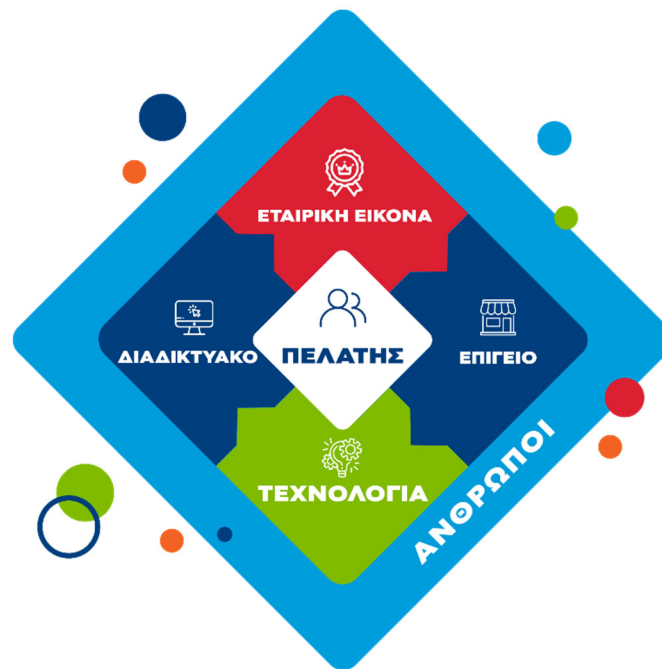 ΕΤΑΙΡΙΚΗ ΕΙΚΟΝΑ
ΔΙΑΔΙΚΤΥΑΚΟ
ΠΕΛΑΤΗΣ
ΕΠΙΓΕΙΟ
ΤΕΧΝΟΛΟΓΙΑ
ΑΝΘΡΩΠΟΙ